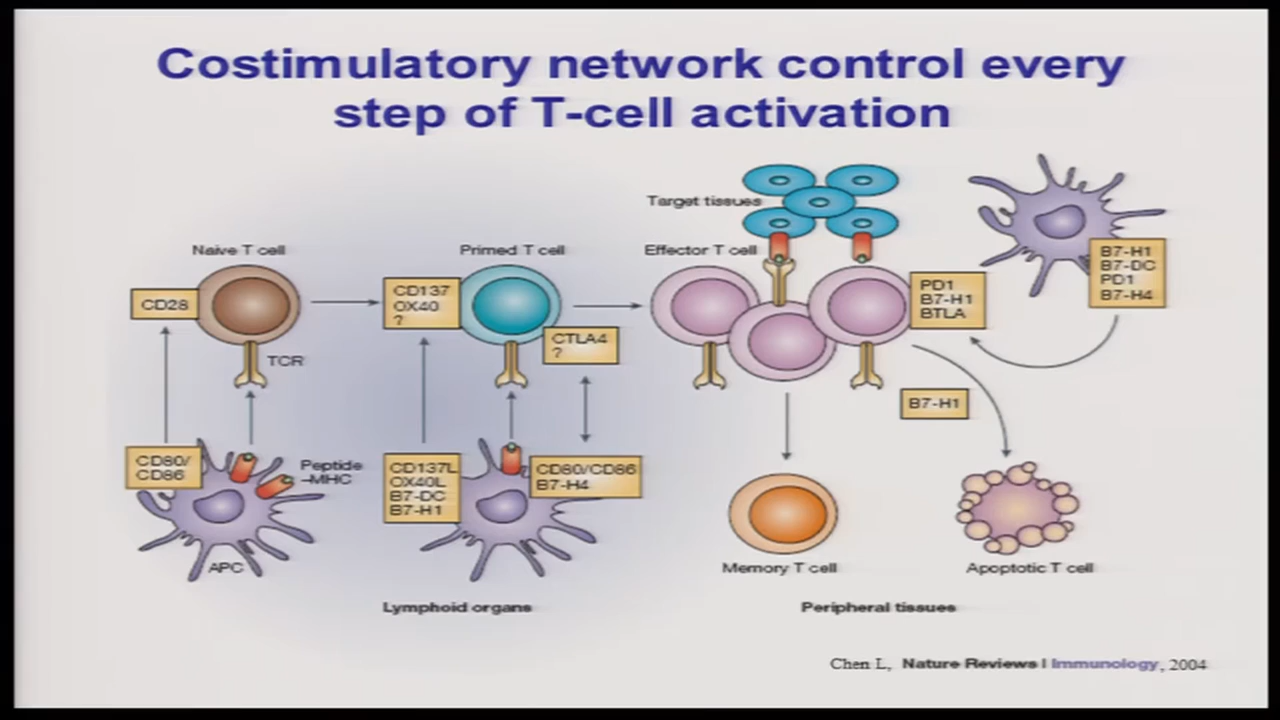 Costimulatory network control every
step of T-cell activation
Target tissues
Naive T cell
Primed T cell
Effector T cell
CD28
TCR
CD137
OX40
?
CTLA4
?
PD1
B7-H1
BTLA
B7-H1
B7-DC
PD1
B7-H4
B7-H1
CD80/
CD86
Peptide
-MHC
APC
CD137L
OX40L
B7-DC
B7-H1
CD80/CD86
B7-H4
Memory T cell
Apoptotic T cell
Lymphoid organs
Peripheral tissues
Chen L, Nature Reviews | Immunology, 2004